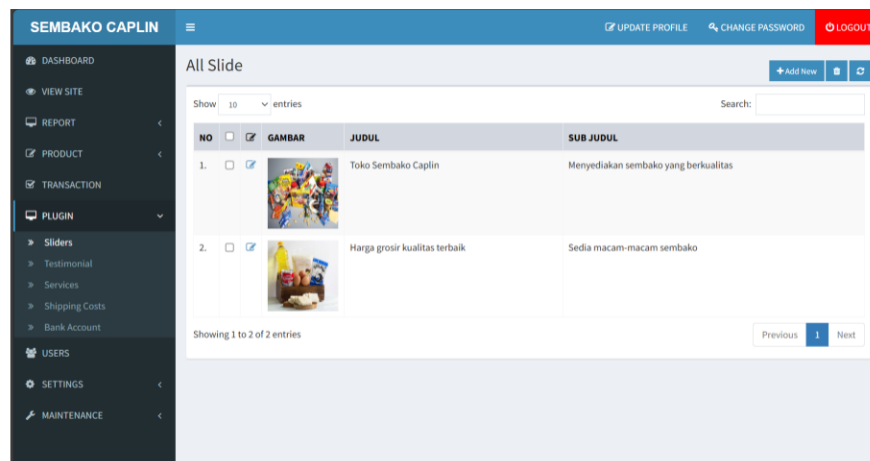 SEMBAKO CAPLIN
UPDATE PROFILE CHANGE PASSWORD LOGOUT
DASHBOARD
VIEW SITE
REPORT
PRODUCT
TRANSACTION
PLUGIN
Sliders
Testimonial
Services
Shipping Costs
Bank Account
USERS
SETTINGS
MAINTENANCE
All Slide
+ Add New
Show 10 entries Search:
NO GAMBAR JUDUL SUB JUDUL
1. Toko Sembako Caplin Menyediakan sembako yang berkualitas
2. Harga grosir kualitas terbaik Sedia macam-macam sembako
Showing 1 to 2 of 2 entries Previous 1 Next